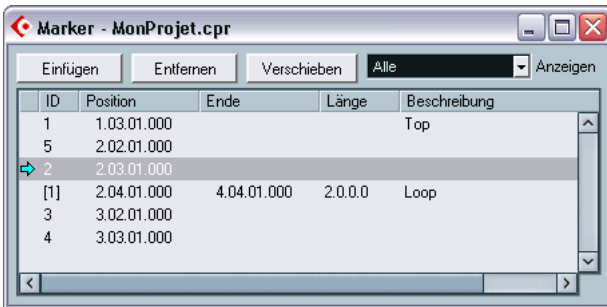 Marker - MonProjet.cpr
Einfügen Entfernen Verschieben Alle Anzeigen
ID Position Ende Länge Beschreibung
1 1.03.01.000 Top
5 2.02.01.000
2 2.03.01.000
[1] 2.04.01.000 4.04.01.000 2.0.0.0 Loop
3 3.02.01.000
4 3.03.01.000